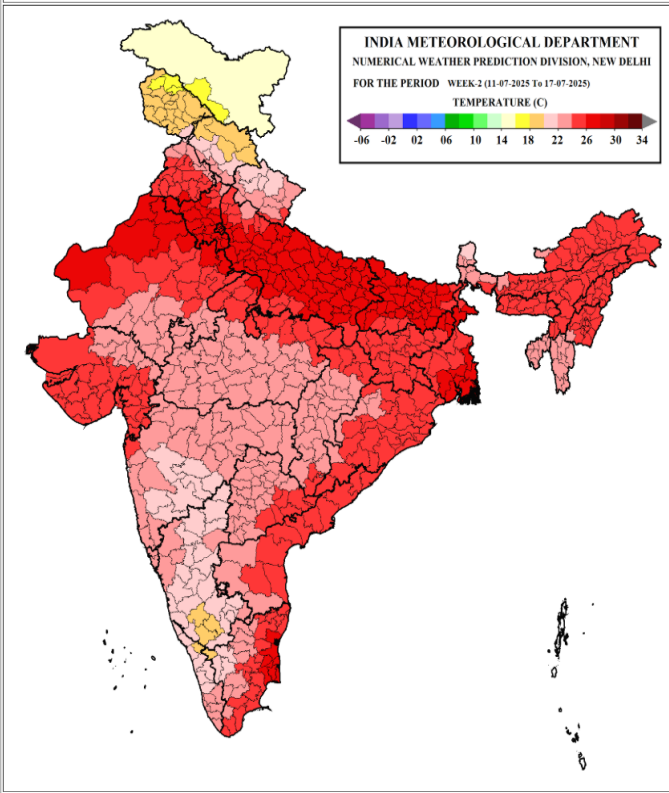 INDIA METEOROLOGICAL DEPARTMENT
NUMERICAL WEATHER PREDICTION DIVISION, NEW DELHI
FOR THE PERIOD WEEK-2 (11-07-2025 To 17-07-2025)
TEMPERATURE (C)
-06 -02 02 06 10 14 18 22 26 30 34